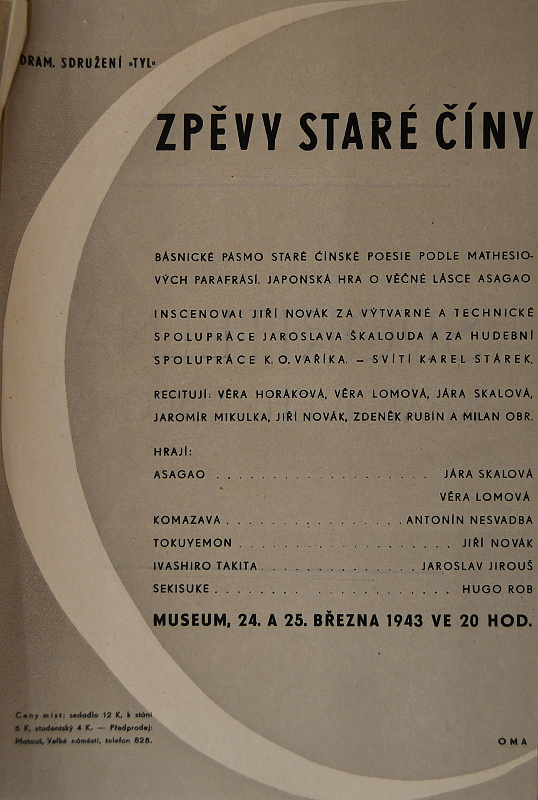 DRAM. SDRUŽENÍ »TYL«
ZPĚVY STARÉ ČÍNY
BÁSNICKÉ PÁSMO STARÉ ČÍNSKÉ POESIE PODLE MATHESIO-
VÝCH PARAFRÁSÍ. JAPONSKÁ HRA O VĚČNÉ LÁSCE ASAGAO
INSCENOVAL JIŘÍ NOVÁK ZA VÝTVARNÉ A TECHNICKÉ
SPOLUPRÁCE JAROSLAVA ŠKALOUDA A ZA HUDEBNÍ
SPOLUPRÁCE K. O. VAŘÍKA. – SVÍTÍ KAREL STÁREK.
RECITUJÍ: VĚRA HORÁKOVÁ, VĚRA LOMOVÁ, JÁRA SKALOVÁ,
JAROMÍR MIKULKA, JIŘÍ NOVÁK, ZDENĚK RUBÍN A MILAN OBR.
HRAJÍ:
ASAGAO . . . . . . . . . . . . . . . . . . . JÁRA SKALOVÁ
VĚRA LOMOVÁ
KOMAZAVA . . . . . . . . . . . . . . . ANTONÍN NESVADBA
TOKUYEMON . . . . . . . . . . . . . . . . . . . JIŘÍ NOVÁK
IVASHIRO TAKITA . . . . . . . . . . . . . JAROSLAV JIROUŠ
SEKISUKE . . . . . . . . . . . . . . . . . . . . . HUGO ROB
MUSEUM, 24. A 25. BŘEZNA 1943 VE 20 HOD.
Ceny míst: sedadlo 12 K, k stání
6 K, studentský 4 K. — Předprodej:
Matouš, Velké náměstí, telefon 828.
OMA